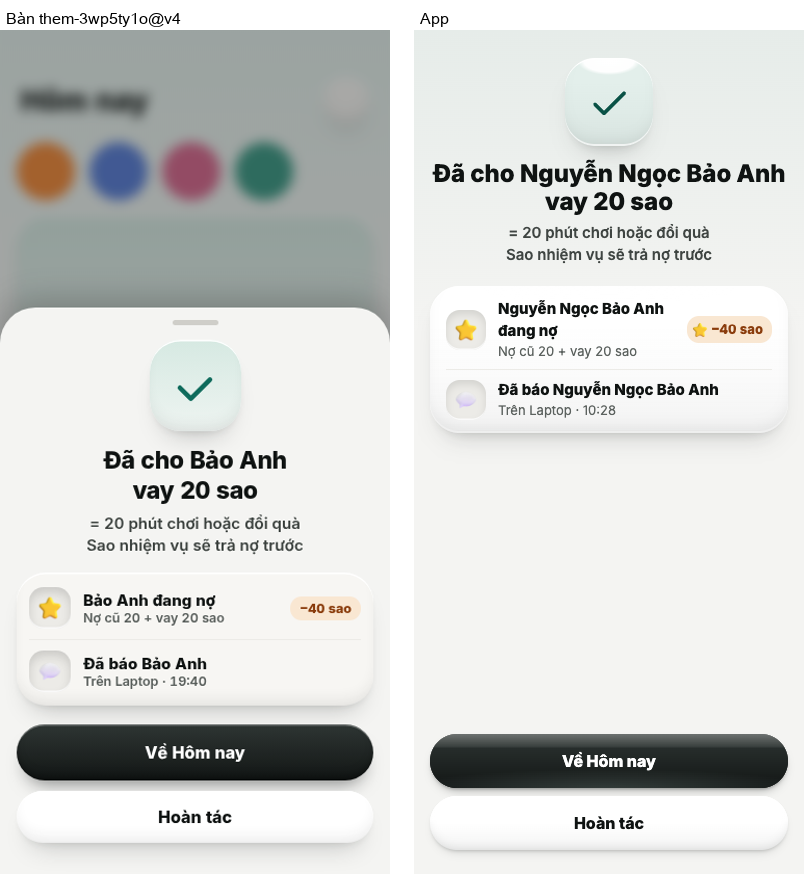 Bản them-3wp5ty1o@v4
Hôm nay
Đã cho Bảo Anh
vay 20 sao
= 20 phút chơi hoặc đổi quà
Sao nhiệm vụ sẽ trả nợ trước
Bảo Anh đang nợ
Nợ cũ 20 + vay 20 sao
−40 sao
Đã báo Bảo Anh
Trên Laptop · 19:40
Về Hôm nay
Hoàn tác
App
Đã cho Nguyễn Ngọc Bảo Anh
vay 20 sao
= 20 phút chơi hoặc đổi quà
Sao nhiệm vụ sẽ trả nợ trước
Nguyễn Ngọc Bảo Anh
đang nợ
Nợ cũ 20 + vay 20 sao
−40 sao
Đã báo Nguyễn Ngọc Bảo Anh
Trên Laptop · 10:28
Về Hôm nay
Hoàn tác